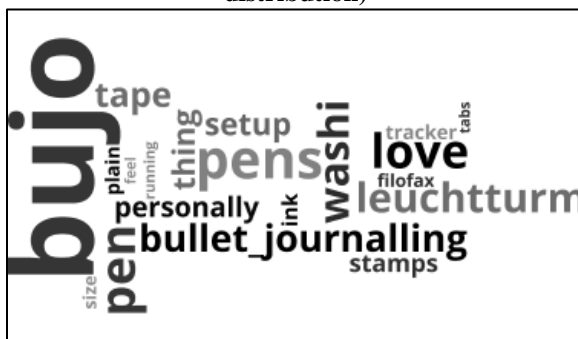 distribution)
bujo
tape
plain
feel
running
thing
setup
pens
washi
tabs
tracker
love
filofax
leuchtturm
personally
ink
pen
bullet_journalling
stamps
size